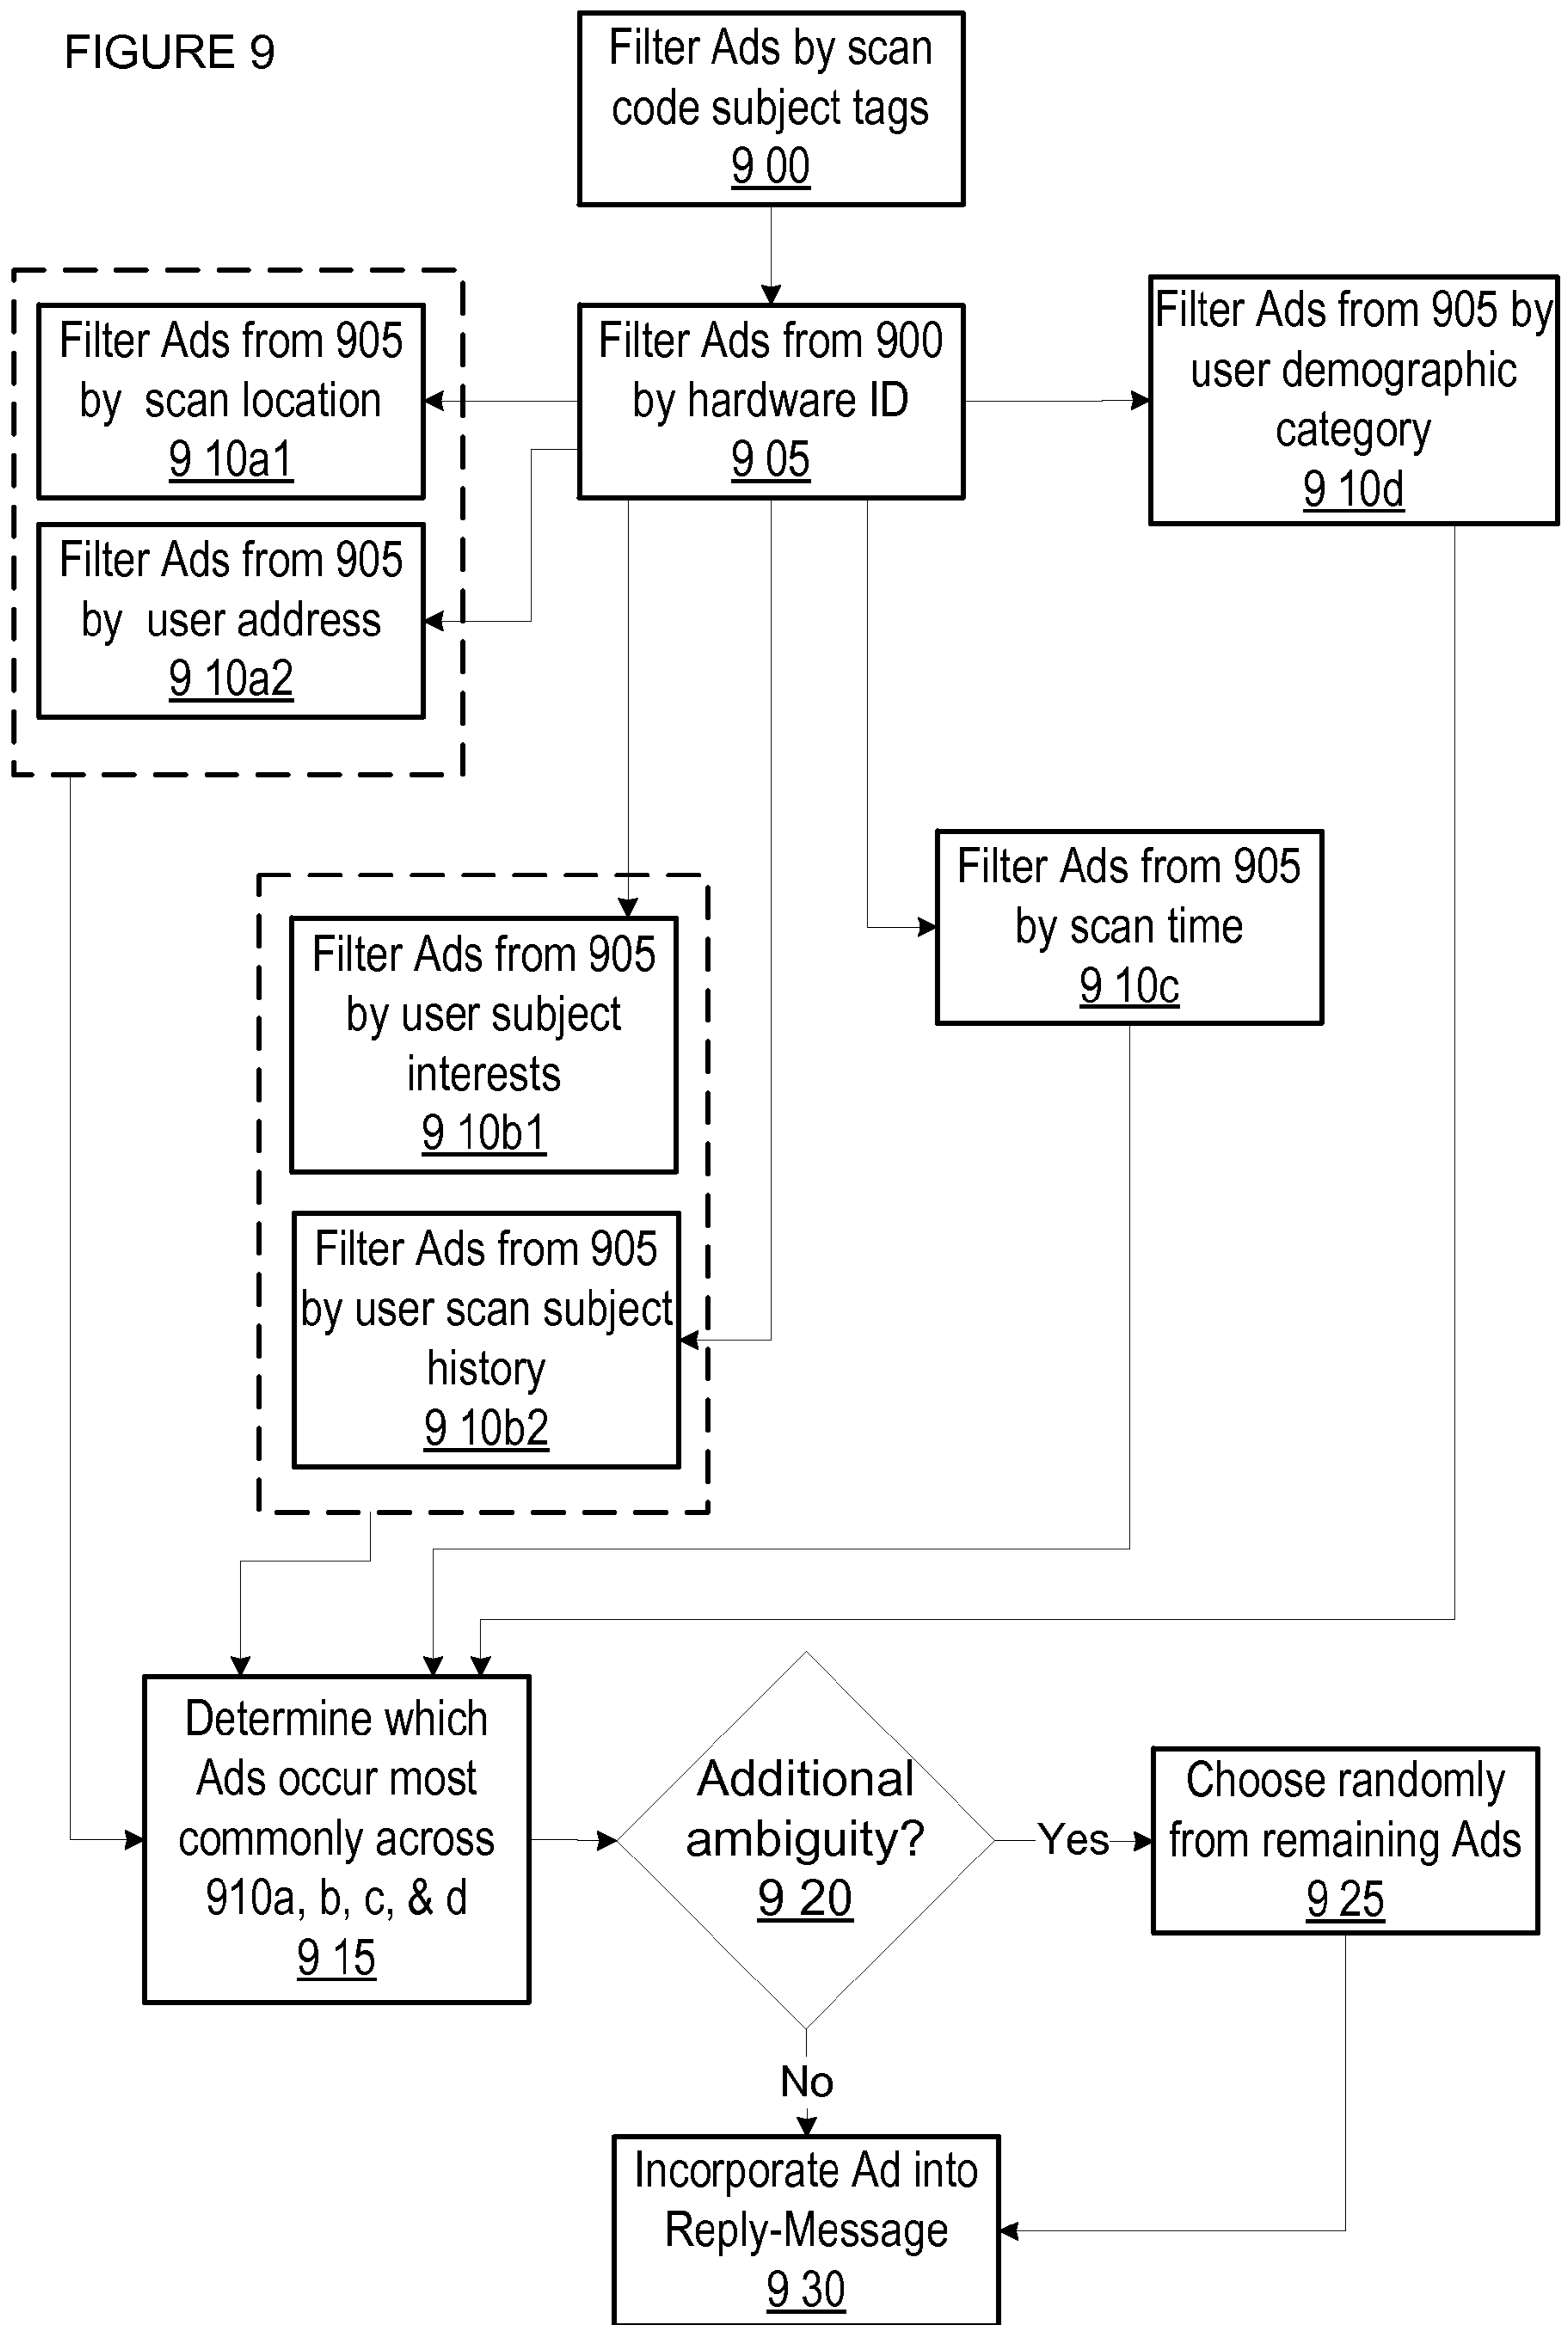 FIGURE 9
Filter Ads by scan
code subject tags
9 00
Filter Ads from 905
by scan location
9 10a1
Filter Ads from 900
by hardware ID
9 05
Filter Ads from 905 by
user demographic
category
9 10d
Filter Ads from 905
by user address
9 10a2
Filter Ads from 905
by scan time
9 10c
Filter Ads from 905
by user subject
interests
9 10b1
Filter Ads from 905
by user scan subject
history
9 10b2
Determine which
Ads occur most
commonly across
910a, b, c, & d
9 15
Additional
ambiguity?
9 20
Yes
Choose randomly
from remaining Ads
9 25
No
Incorporate Ad into
Reply-Message
9 30